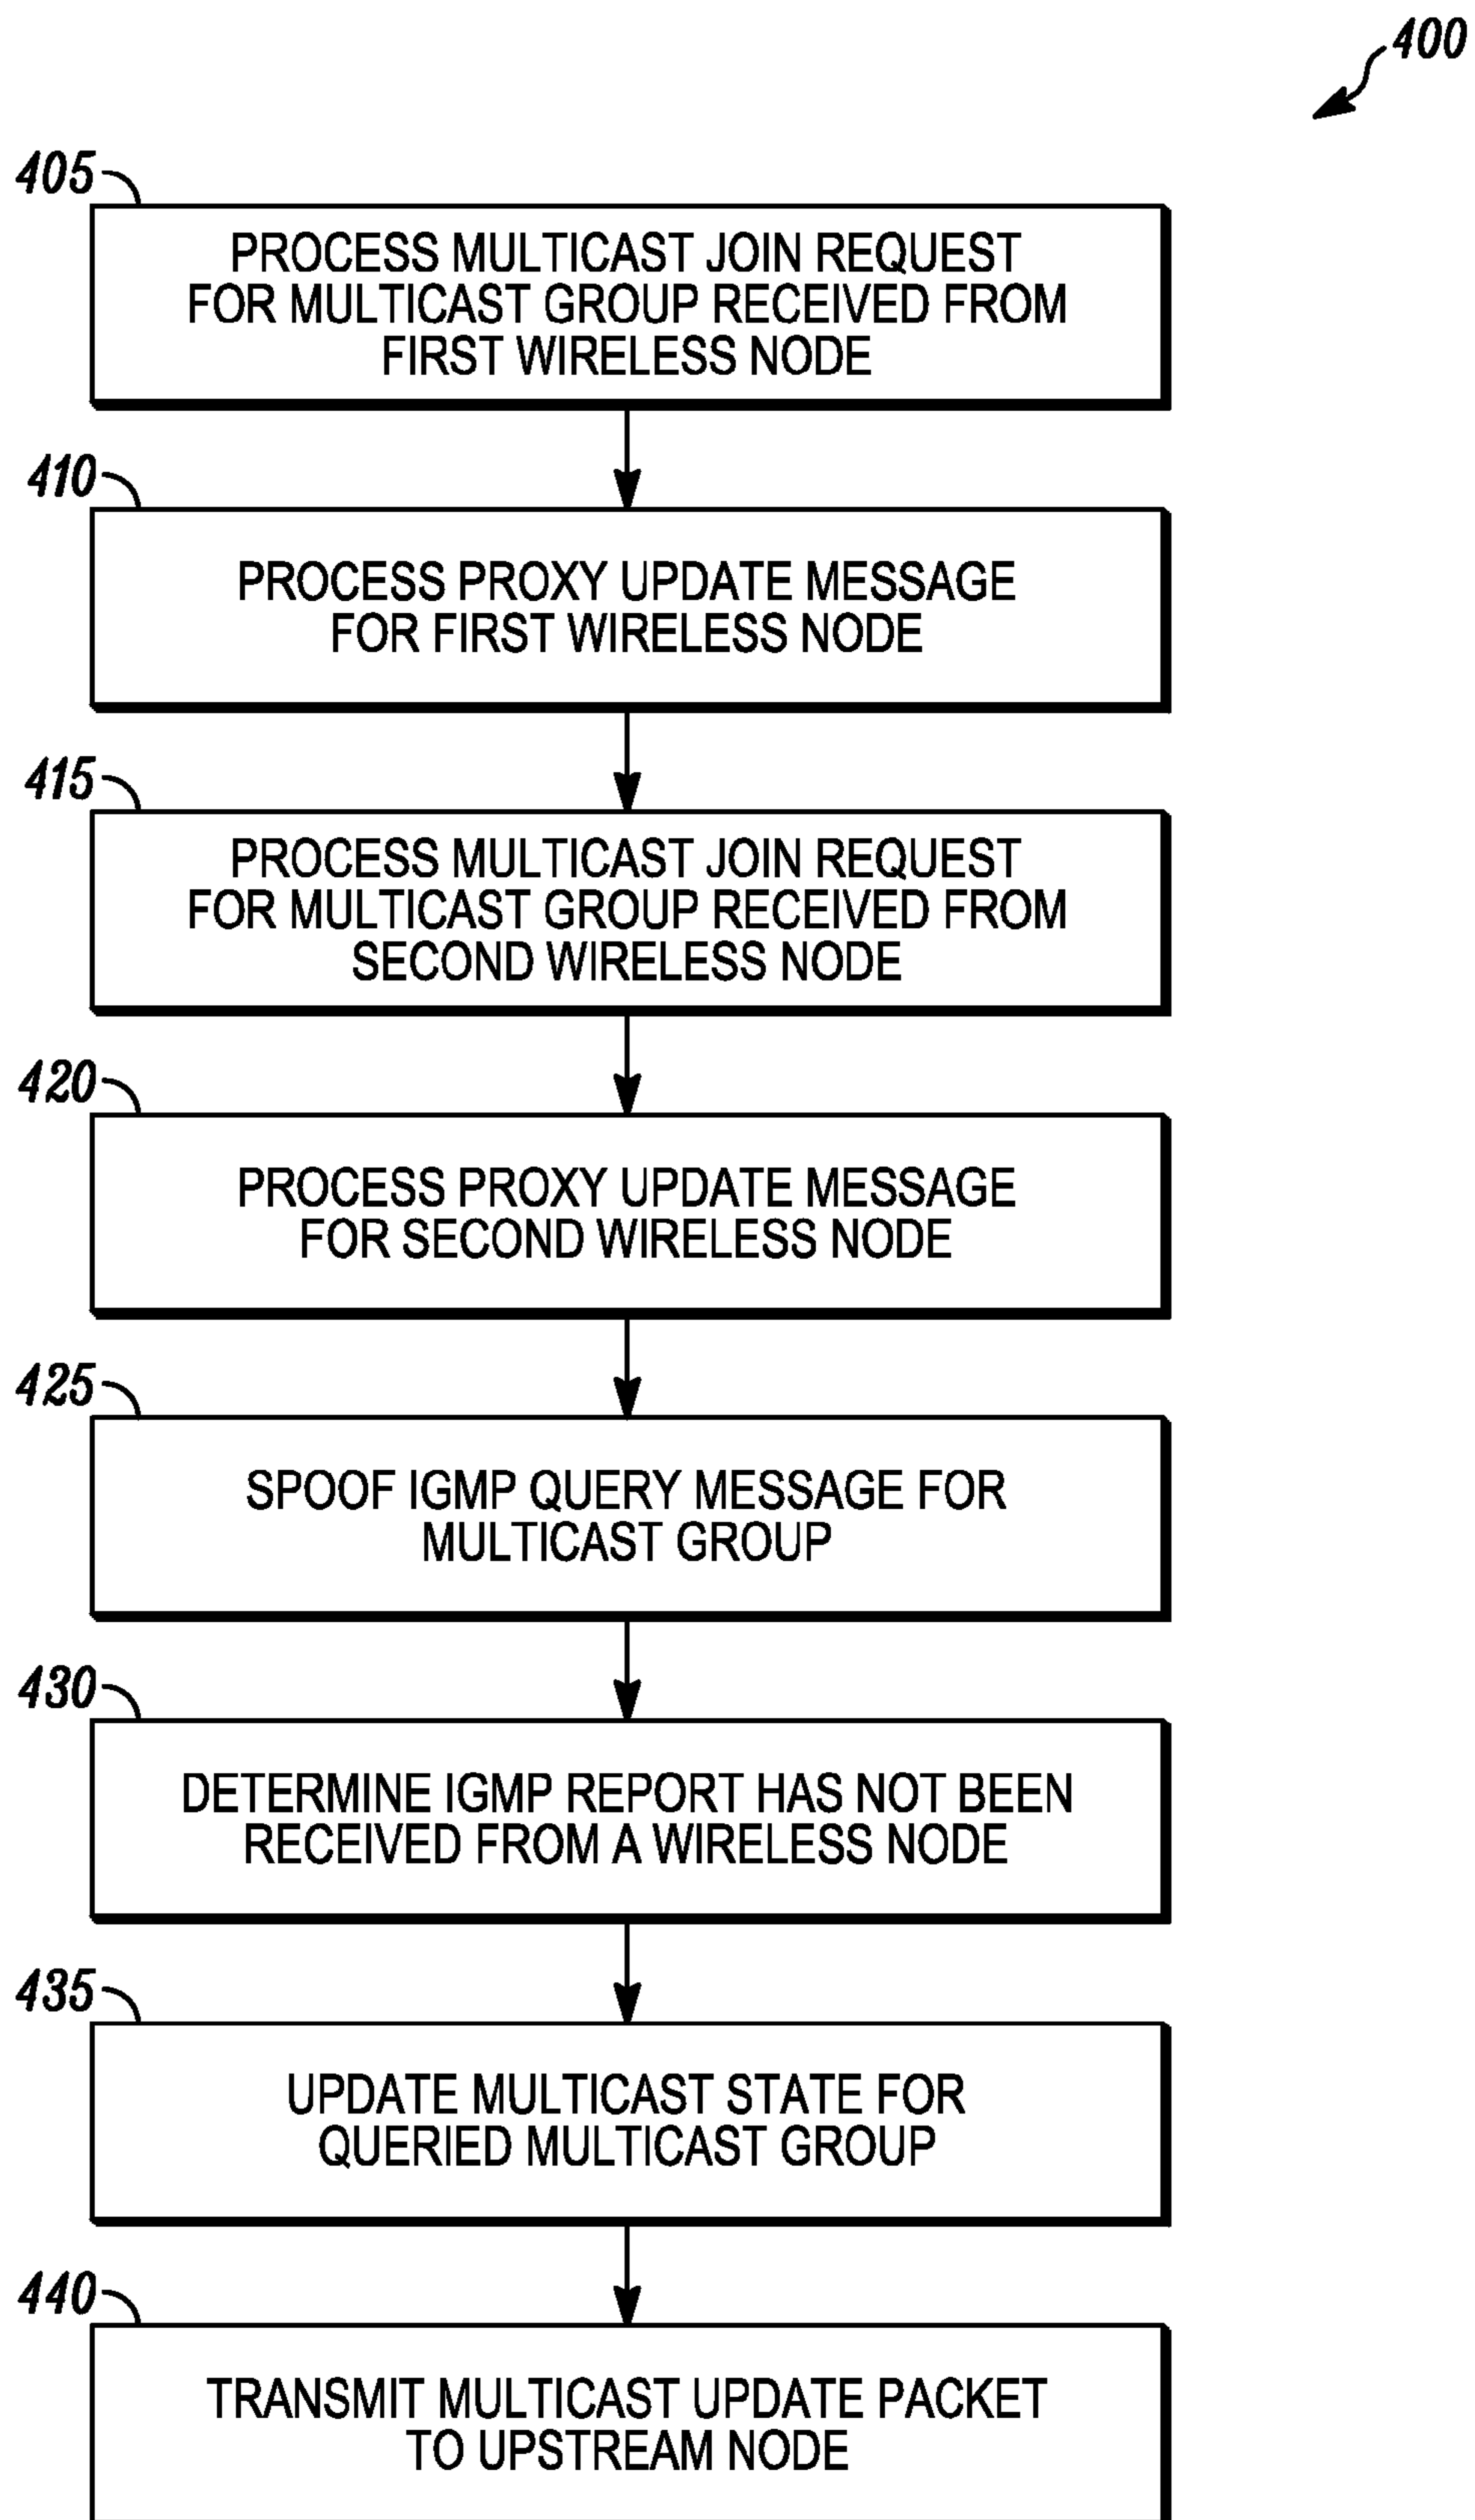 400
405
PROCESS MULTICAST JOIN REQUEST
FOR MULTICAST GROUP RECEIVED FROM
FIRST WIRELESS NODE
410
PROCESS PROXY UPDATE MESSAGE
FOR FIRST WIRELESS NODE
415
PROCESS MULTICAST JOIN REQUEST
FOR MULTICAST GROUP RECEIVED FROM
SECOND WIRELESS NODE
420
PROCESS PROXY UPDATE MESSAGE
FOR SECOND WIRELESS NODE
425
SPOOF IGMP QUERY MESSAGE FOR
MULTICAST GROUP
430
DETERMINE IGMP REPORT HAS NOT BEEN
RECEIVED FROM A WIRELESS NODE
435
UPDATE MULTICAST STATE FOR
QUERIED MULTICAST GROUP
440
TRANSMIT MULTICAST UPDATE PACKET
TO UPSTREAM NODE